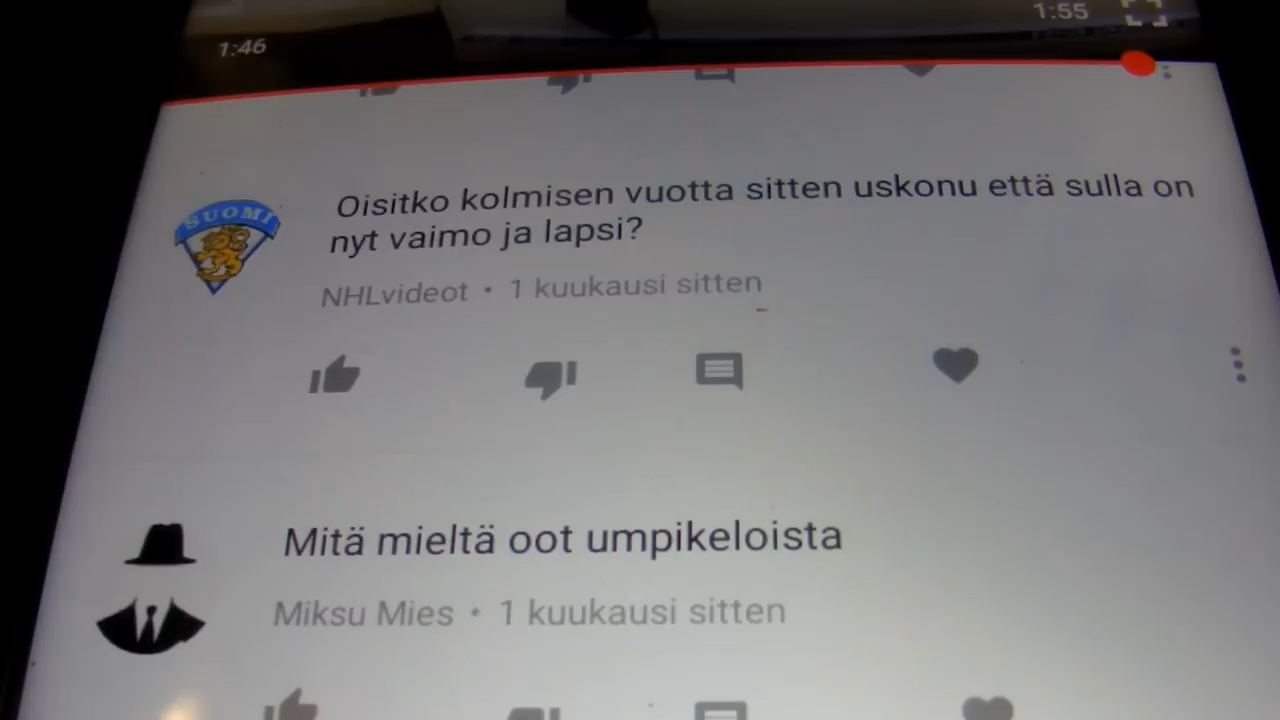 1:55
1:46
SUOMI
Oisitko kolmisen vuotta sitten uskonu että sulla on
nyt vaimo ja lapsi?
NHLvideot • 1 kuukausi sitten
Mitä mieltä oot umpikeloista
Miksu Mies • 1 kuukausi sitten